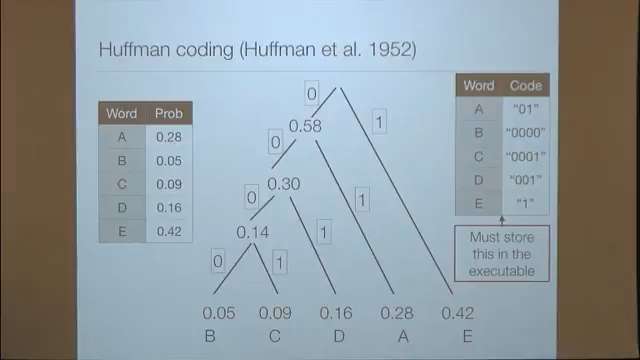 Huffman coding (Huffman et al. 1952)
Word Prob
A 0.28
B 0.05
C 0.09
D 0.16
E 0.42
0
1
0.58
0
1
0.30
0
1
0.14
0
1
0.05 0.09 0.16 0.28 0.42
B C D A E
Word Code
A "01"
B "0000"
C "0001"
D "001"
E "1"
Must store
this in the
executable